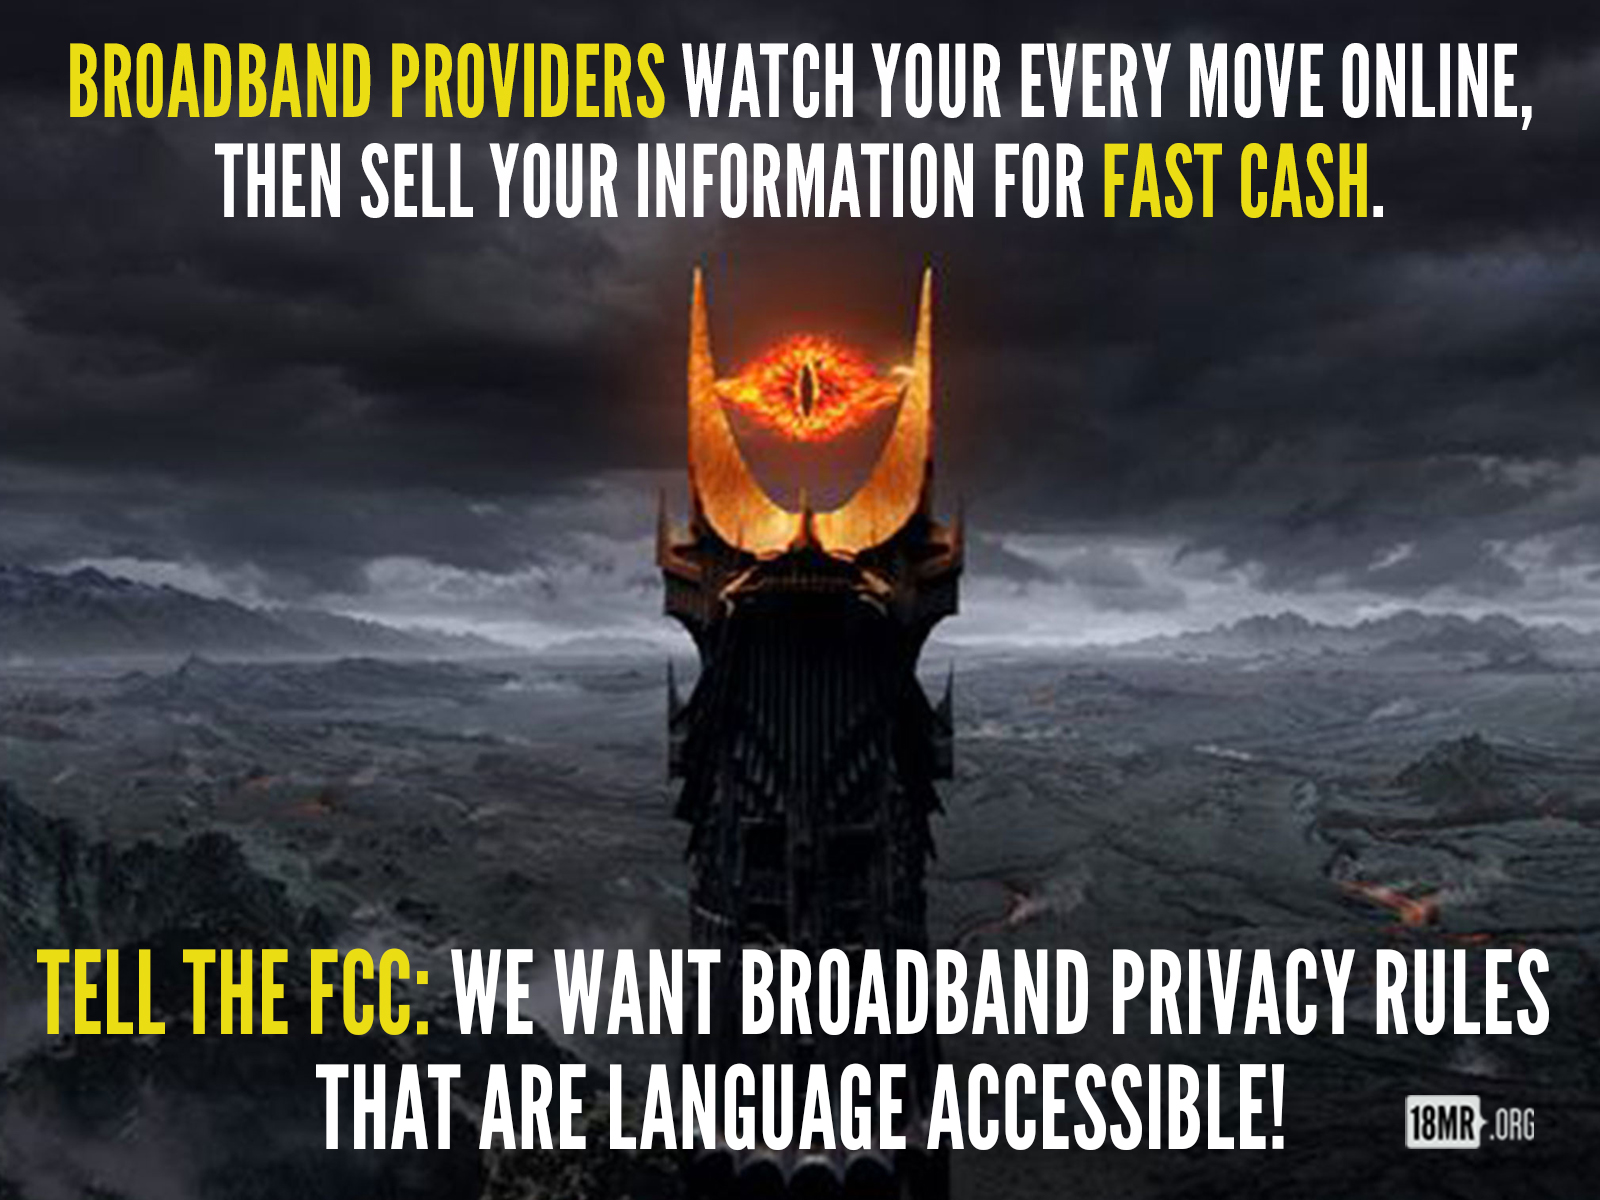 BROADBAND PROVIDERS WATCH YOUR EVERY MOVE ONLINE,
THEN SELL YOUR INFORMATION FOR FAST CASH.
TELL THE FCC: WE WANT BROADBAND PRIVACY RULES
THAT ARE LANGUAGE ACCESSIBLE!
18MR.ORG